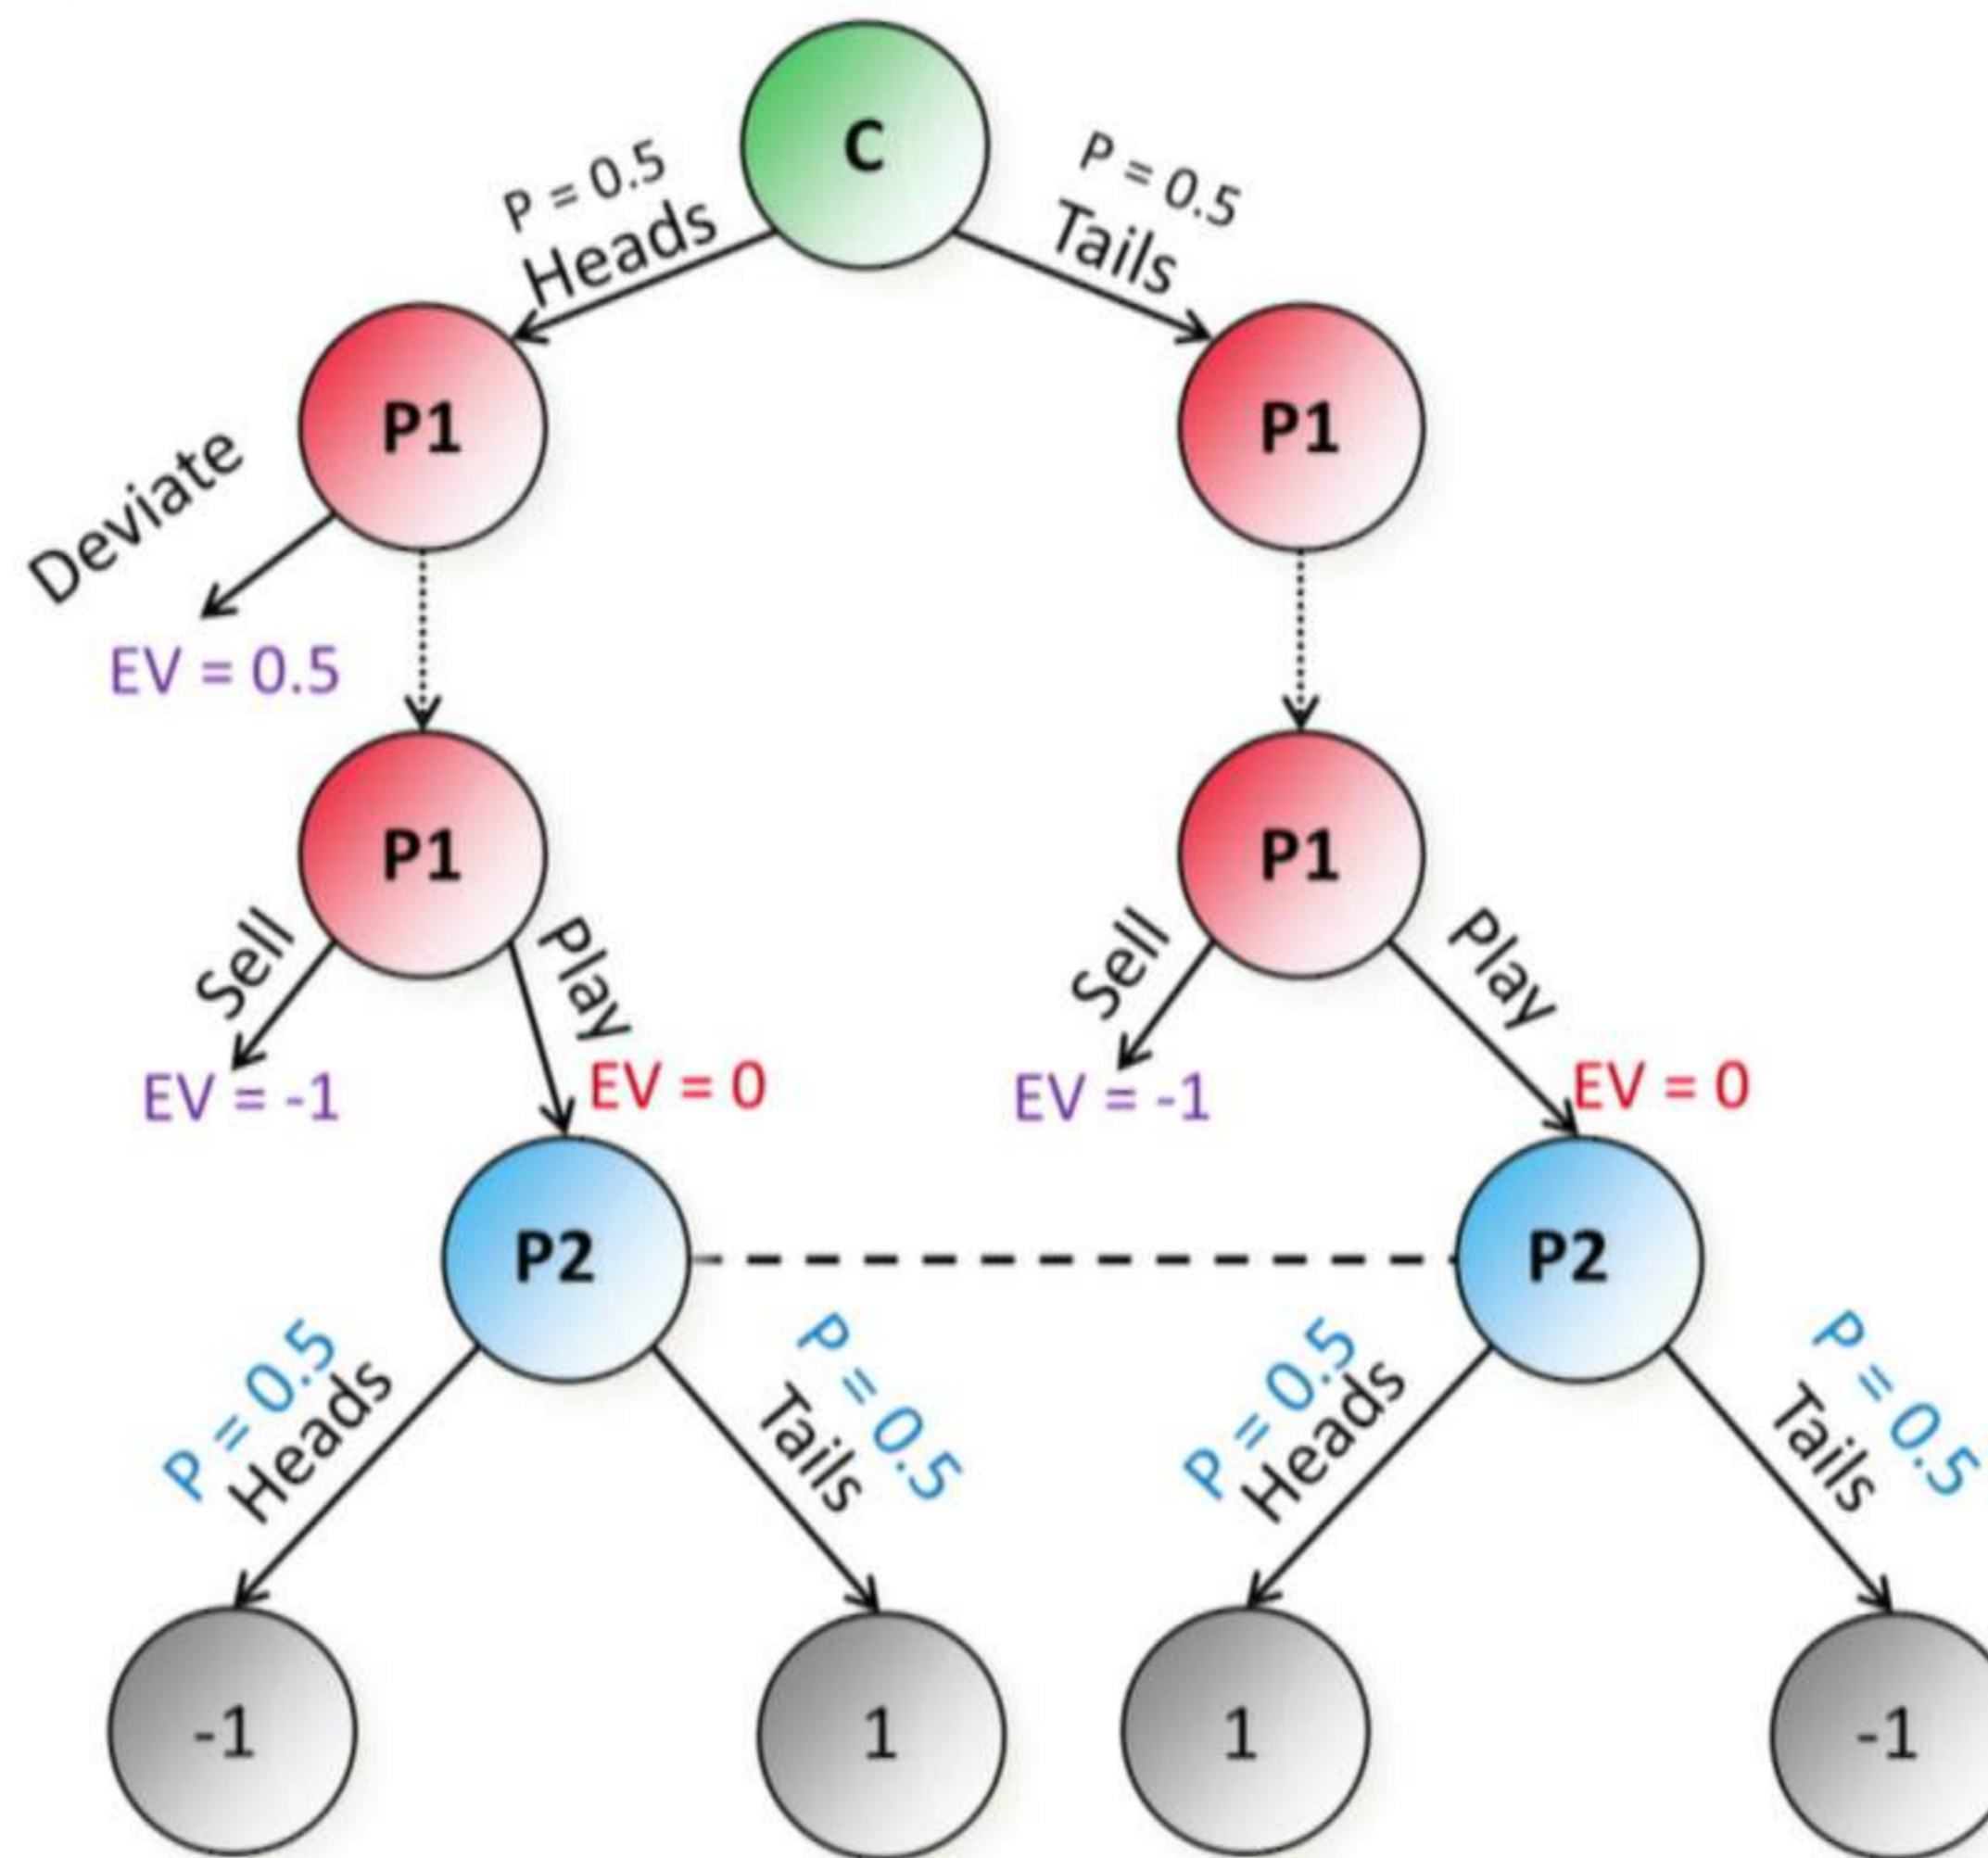 C
P = 0.5
Heads
P = 0.5
Tails
P1
P1
Deviate
EV = 0.5
P1
P1
Sell
Play
Sell
Play
EV = -1
EV = 0
EV = -1
EV = 0
P2
P2
P = 0.5
Heads
P = 0.5
Tails
P = 0.5
Heads
P = 0.5
Tails
-1
1
1
-1